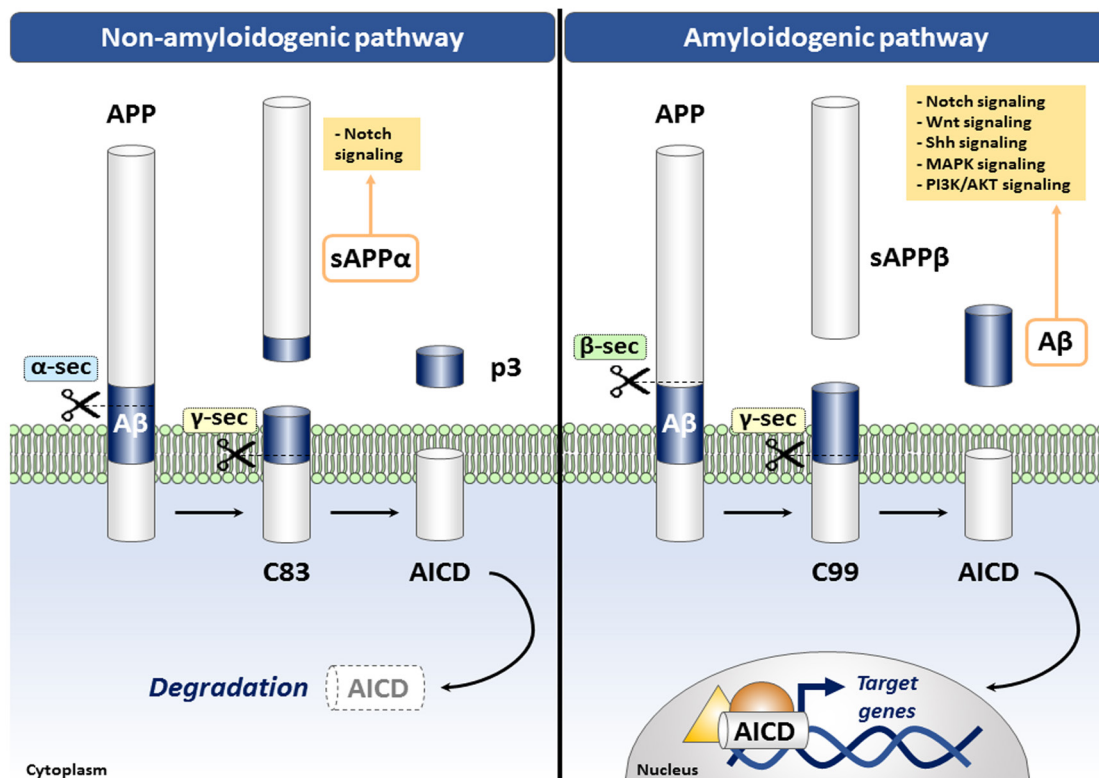 Non-amyloidogenic pathway
APP
- Notch
signaling
sAPPα
α-sec
Aβ
γ-sec
p3
C83
AICD
Degradation
AICD
Cytoplasm
Amyloidogenic pathway
APP
- Notch signaling
- Wnt signaling
- Shh signaling
- MAPK signaling
- PI3K/AKT signaling
sAPPβ
Aβ
β-sec
Aβ
γ-sec
C99
AICD
Target
genes
AICD
Nucleus